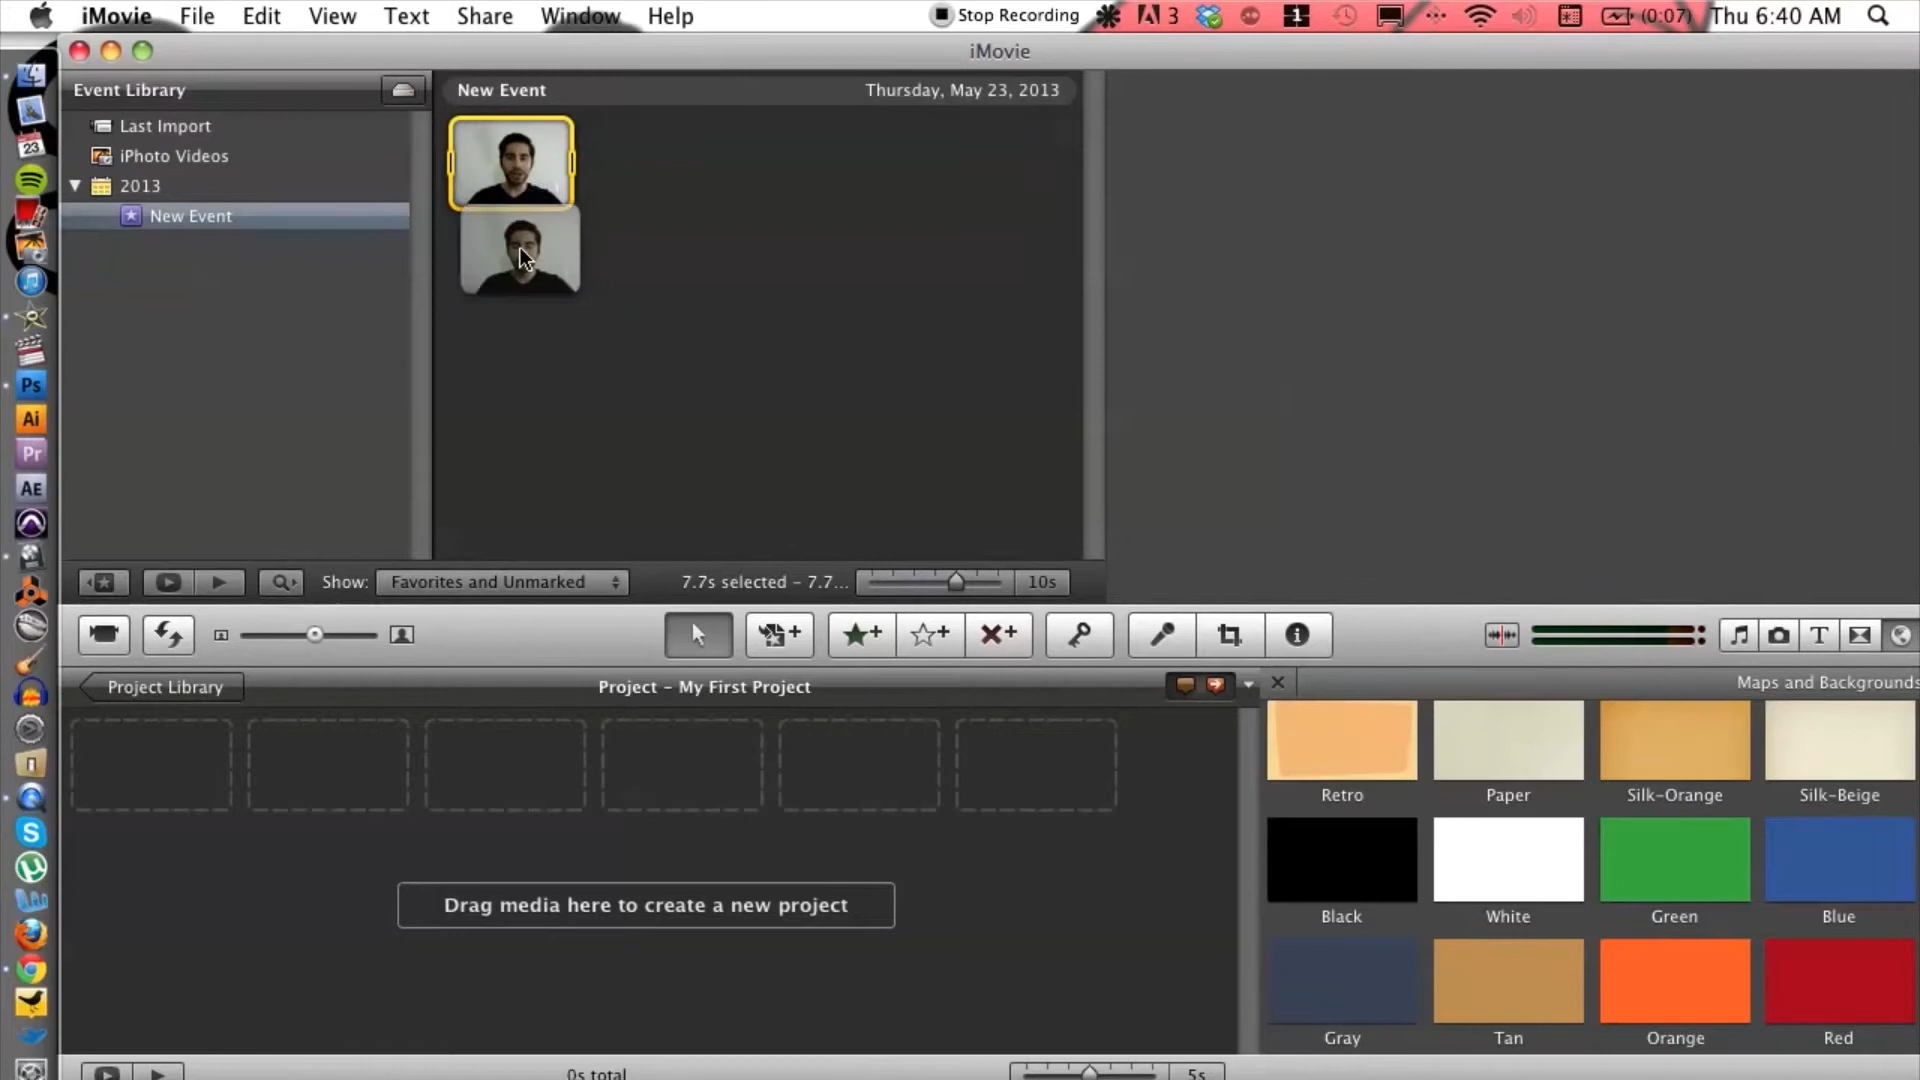 iMovie File Edit View Text Share Window Help
Stop Recording 3 1 (0:07) Thu 6:40 AM
iMovie
Event Library
New Event Thursday, May 23, 2013
Last Import
iPhoto Videos
2013
New Event
23
Ps
Ai
Pr
AE
S
Show: Favorites and Unmarked 7.7s selected - 7.7... 10s
T
Project Library Project - My First Project
Maps and Backgrounds
Retro Paper Silk-Orange Silk-Beige
Drag media here to create a new project
Black White Green Blue
Gray Tan Orange Red
0s total 5s